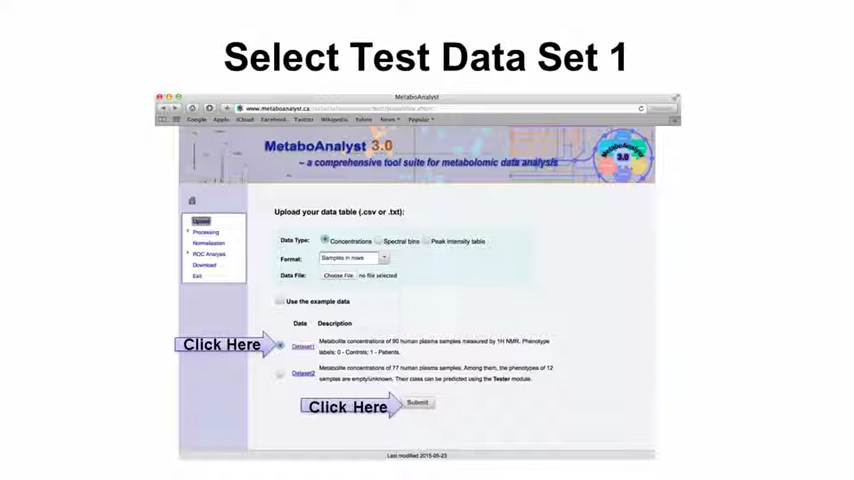 Select Test Data Set 1
MetaboAnalyst
www.metaboanalyst.ca
Google Apple iCloud Facebook Twitter Wikipedia Yahoo News Popular
MetaboAnalyst 3.0
– a comprehensive tool suite for metabolomic data analysis
MetaboAnalyst
3.0
Upload your data table (.csv or .txt):
Upload
Processing
Normalization
ROC Analysis
Download
Exit
Data Type: Concentrations Spectral bins Peak intensity table
Format: Samples in rows
Data File: Choose File no file selected
Use the example data
Data Description
Click Here
Dataset1 Metabolite concentrations of 90 human plasma samples measured by 1H NMR. Phenotype
labels: 0 - Controls; 1 - Patients.
Dataset2 Metabolite concentrations of 77 human plasma samples. Among them, the phenotypes of 12
samples are empty/unknown. Their class can be predicted using the Tester module.
Click Here Submit
Last modified 2015-05-23